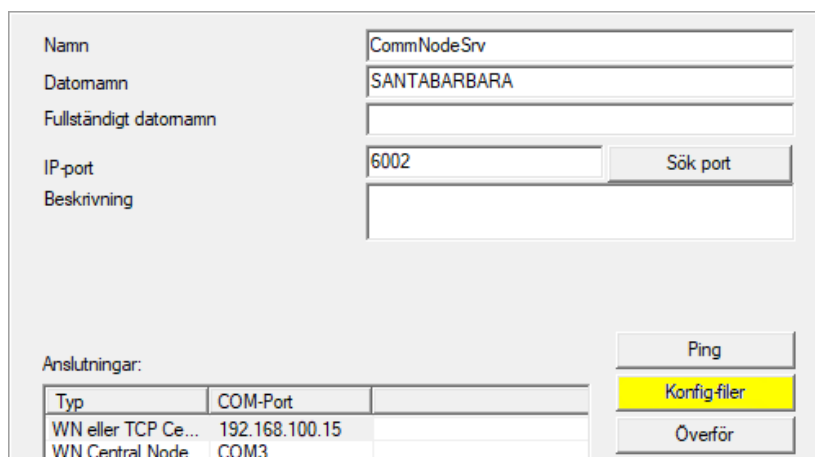 Namn CommNodeSrv
Datornamn SANTABARBARA
Fullständigt datornamn
IP-port 6002 Sök port
Beskrivning
Ping
Anslutningar:
Konfig-filer
Typ COM-Port
WN eller TCP Ce... 192.168.100.15
Överför
WN Central Node COM3